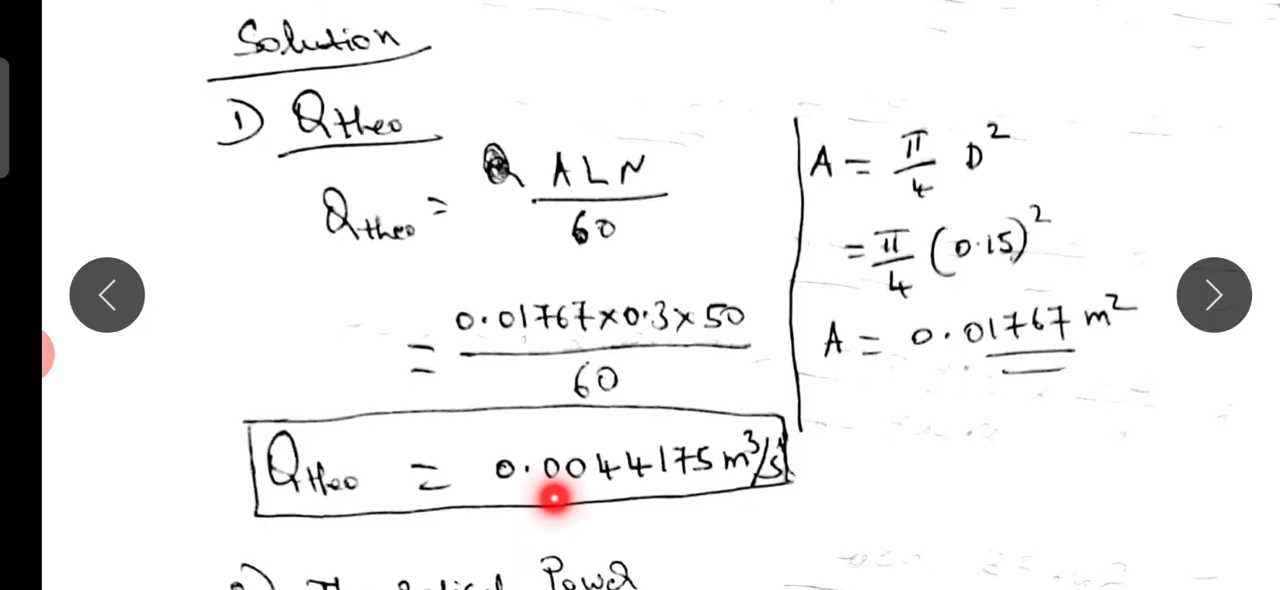 Solution
1) Qtheo
Qtheo = ALN / 60
= 0.01767 x 0.3 x 50 / 60
Qtheo = 0.0044175 m³/s
A = π/4 D²
= π/4 (0.15)²
A = 0.01767 m²
Power